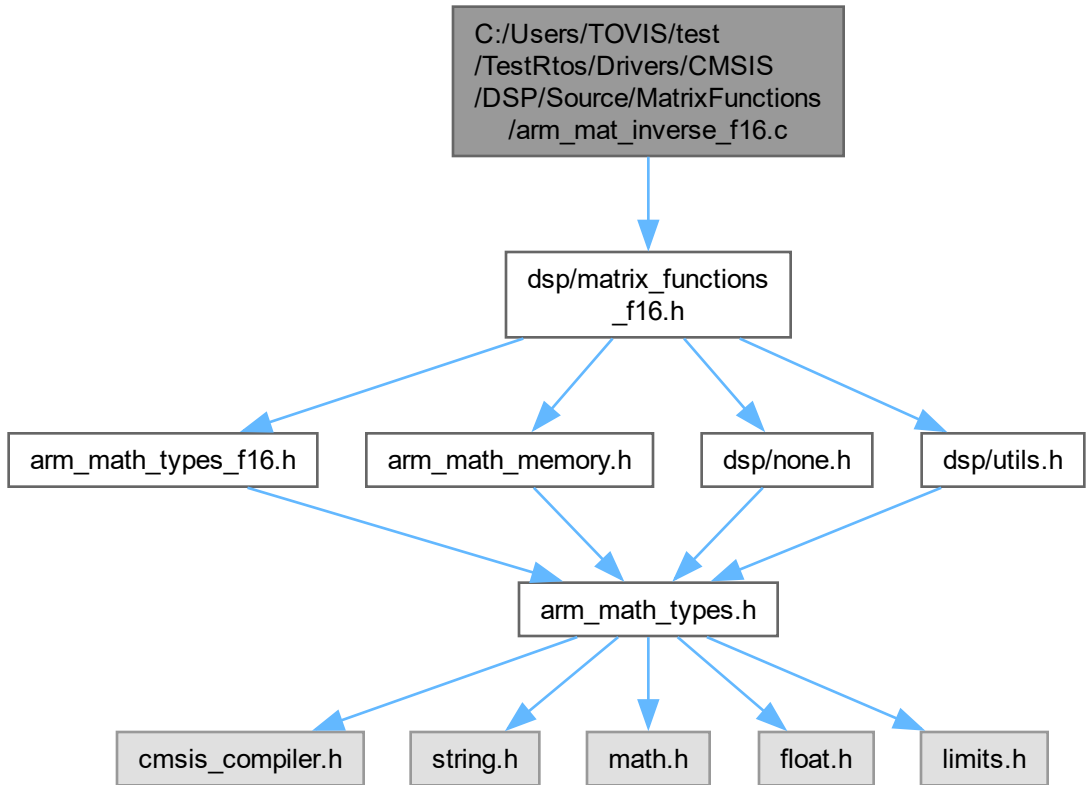 C:/Users/TOVIS/test
/TestRtos/Drivers/CMSIS
/DSP/Source/MatrixFunctions
/arm_mat_inverse_f16.c
dsp/matrix_functions
_f16.h
arm_math_types_f16.h
arm_math_memory.h
dsp/none.h
dsp/utils.h
arm_math_types.h
cmsis_compiler.h
string.h
math.h
float.h
limits.h